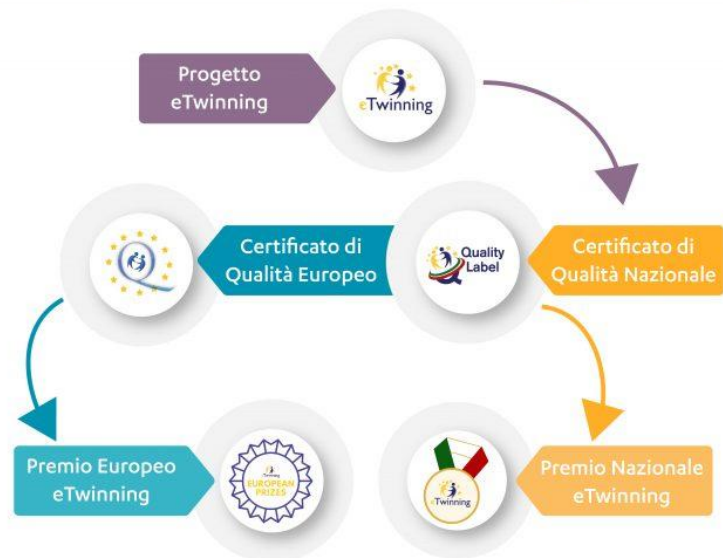 Progetto
eTwinning
eTwinning
Certificato di
Qualità Europeo
Quality
Label
Certificato di
Qualità Nazionale
Premio Europeo
eTwinning
eTwinning
EUROPEAN
PRIZES
eTwinning
Premio Nazionale
eTwinning